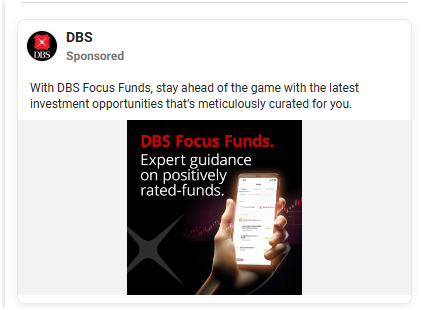 DBS
DBS
Sponsored
With DBS Focus Funds, stay ahead of the game with the latest
investment opportunities that's meticulously curated for you.
DBS Focus Funds.
Expert guidance
on positively
rated-funds.